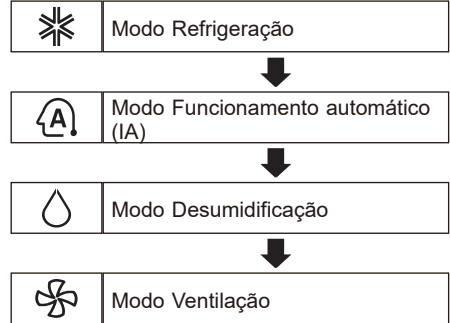 Modo Refrigeração
A
Modo Funcionamento automático
(IA)
Modo Desumidificação
Modo Ventilação